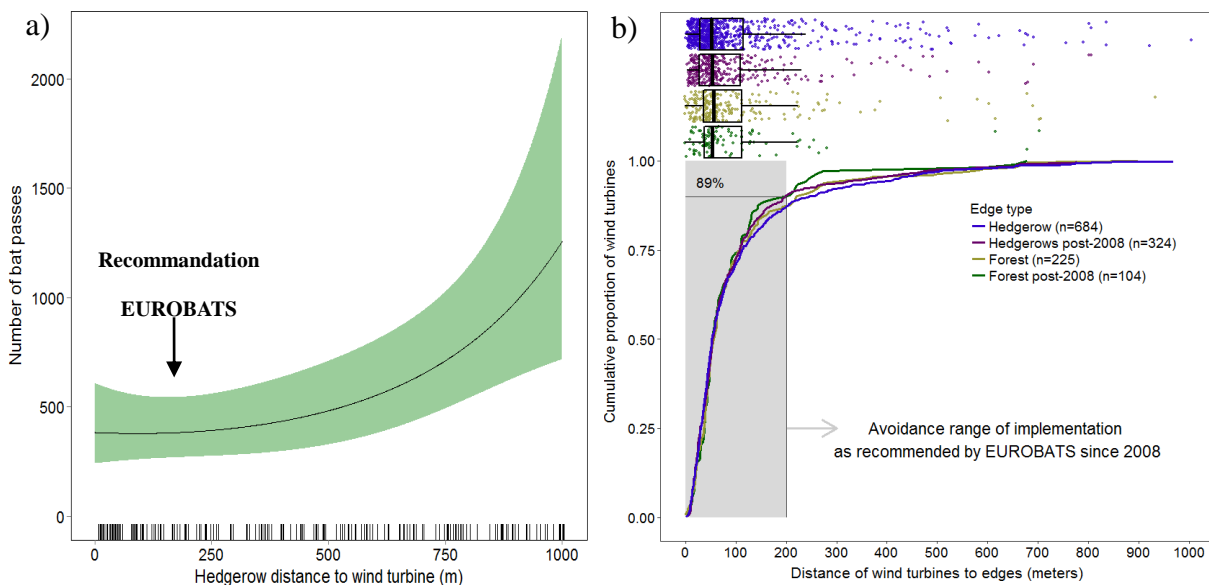 a)
2000
1500
1000
500
0
Number of bat passes
Recommandation
EUROBATS
0
250
500
750
1000
Hedgerow distance to wind turbine (m)
b)
1.00
0.75
0.50
0.25
0.00
Cumulative proportion of wind turbines
89%
Edge type
Hedgerow (n=684)
Hedgerows post-2008 (n=324)
Forest (n=225)
Forest post-2008 (n=104)
Avoidance range of implementation
as recommended by EUROBATS since 2008
0
100
200
300
400
500
600
700
800
900
1000
Distance of wind turbines to edges (meters)